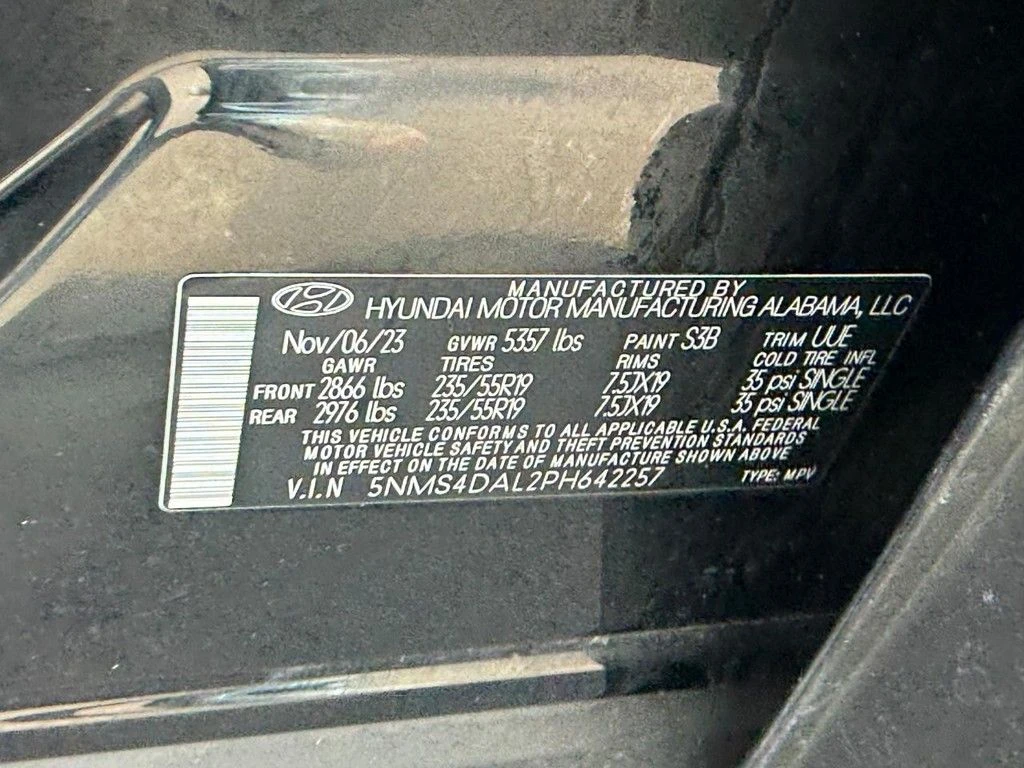 MANUFACTURED BY
HYUNDAI MOTOR MANUFACTURING ALABAMA, LLC
Nov/06/23 GVWR 5357 lbs PAINT S3B TRIM UUE
GAWR TIRES RIMS COLD TIRE INFL
FRONT 2866 lbs 235/55R19 7.5JX19 35 psi SINGLE
REAR 2976 lbs 235/55R19 7.5JX19 35 psi SINGLE
THIS VEHICLE CONFORMS TO ALL APPLICABLE U.S.A. FEDERAL
MOTOR VEHICLE SAFETY AND THEFT PREVENTION STANDARDS
IN EFFECT ON THE DATE OF MANUFACTURE SHOWN ABOVE
V.I.N 5NMS4DAL2PH642257 TYPE: MPV